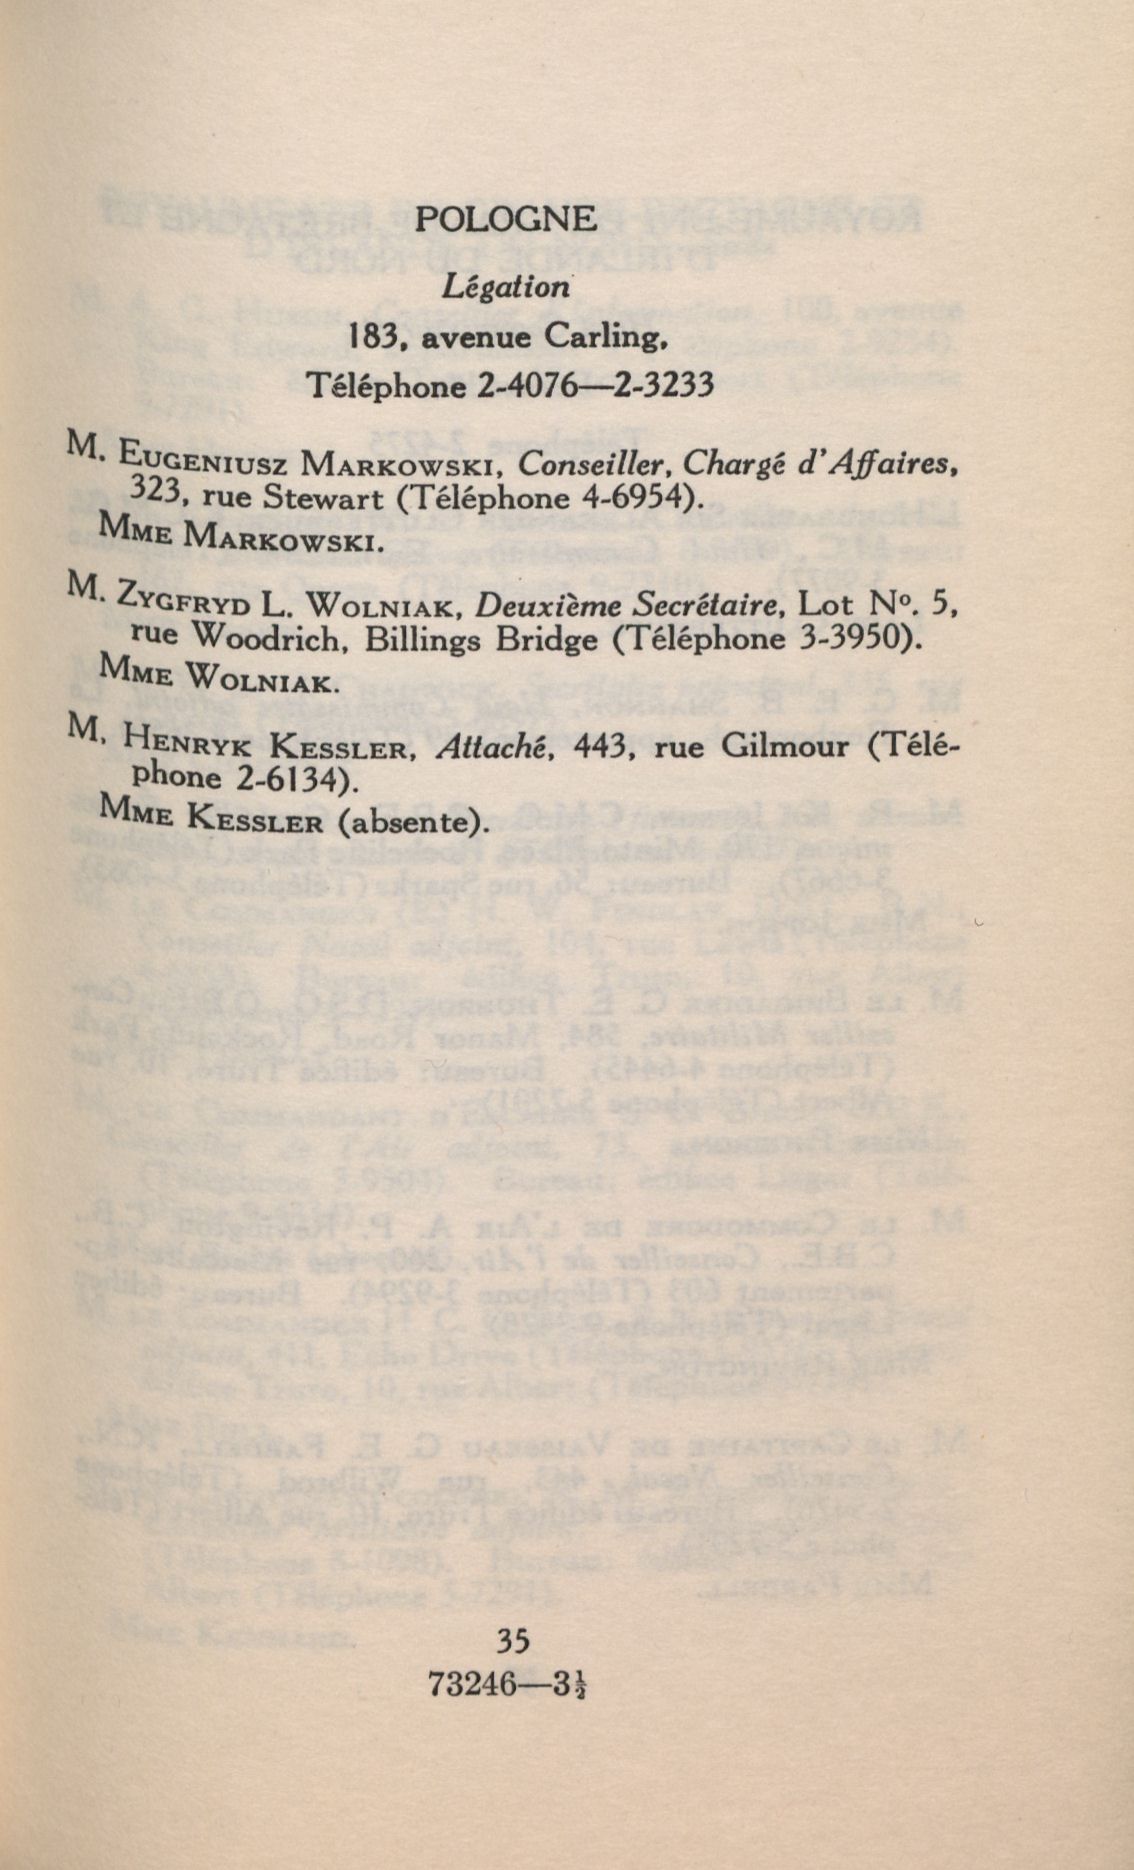 POLOGNE
Légation
183, avenue Carling,
Téléphone 2-4076—2-3233
M. EUGENIUSZ MARKOWSKI, Conseiller, Chargé d'Affaires,
323, rue Stewart (Téléphone 4-6954).
MME MARKOWSKI.
M. ZYGFRYD L. WOLNIAK, Deuxième Secrétaire, Lot Nº. 5,
rue Woodrich, Billings Bridge (Téléphone 3-3950).
MME WOLNIAK.
M. HENRYK KESSLER, Attaché, 443, rue Gilmour (Télé-
phone 2-6134).
MME KESSLER (absente).
35
73246—3½